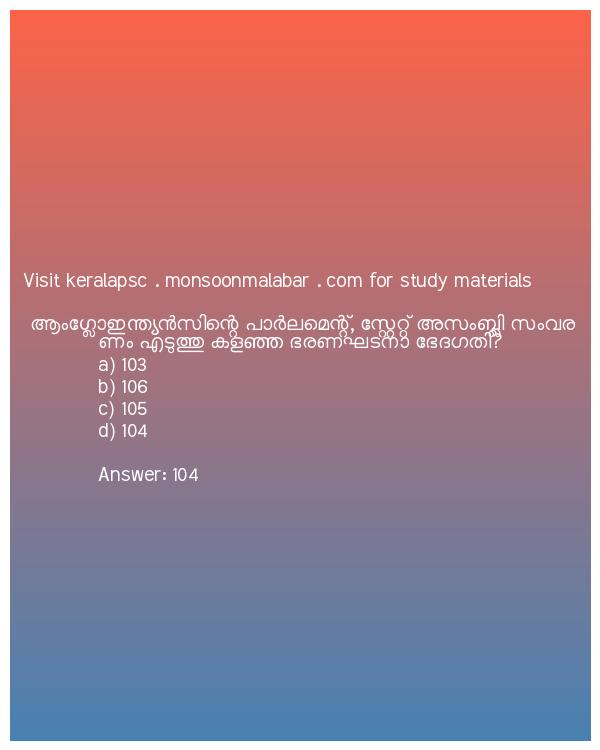 Visit keralapsc . monsoonmalabar . com for study materials
ആംഗ്ലോഇന്ത്യൻസിന്റെ പാർലമെന്റ്, സ്റ്റേറ്റ് അസംബ്ലി സംവര
ണം എടുത്തു കളഞ്ഞ ഭരണഘടനാ ഭേദഗതി?
a) 103
b) 106
c) 105
d) 104
Answer: 104